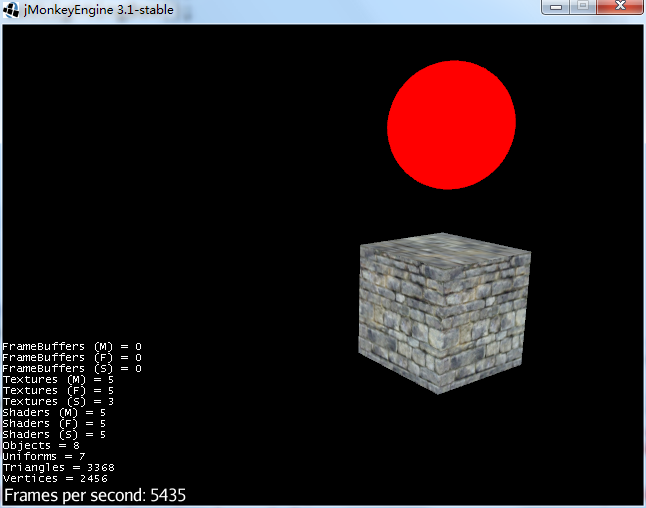 jMonkeyEngine 3.1-stable
FrameBuffers (M) = 0
FrameBuffers (F) = 0
FrameBuffers (S) = 0
Textures (M) = 5
Textures (F) = 5
Textures (S) = 3
Shaders (M) = 5
Shaders (F) = 5
Shaders (S) = 5
Objects = 8
Uniforms = 7
Triangles = 3368
Vertices = 2456
Frames per second: 5435